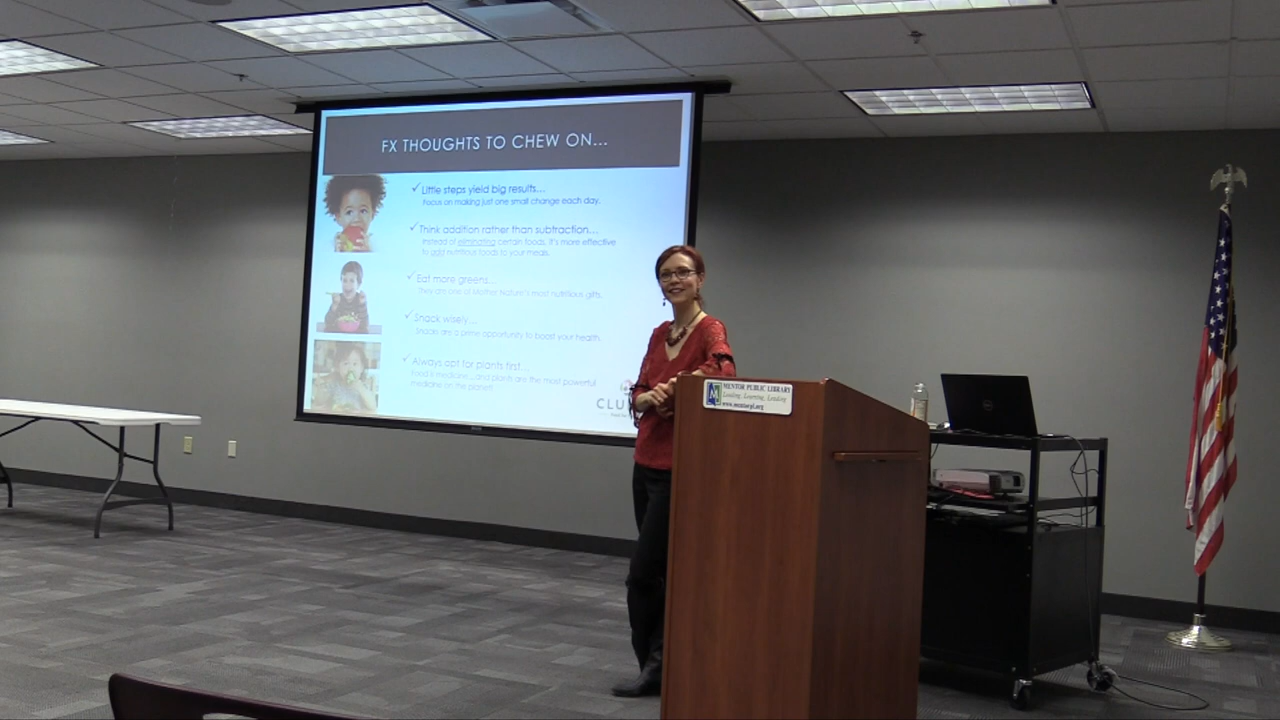 FX THOUGHTS TO CHEW ON...
✓ Little steps yield big results...
Focus on making just one small change each day.
✓ Think addition rather than subtraction...
Instead of eliminating certain foods, it's more effective
to add nutritious foods to your meals.
✓ Eat more greens...
They are one of Mother Nature's most nutritious gifts.
✓ Snack wisely...
Snacks are a prime opportunity to boost your health.
✓ Always opt for plants first...
Food is medicine...and plants are the most powerful
medicine on the planet!
CLU
M
MENTOR PUBLIC LIBRARY
Leading. Learning. Lending
www.mentorpl.org